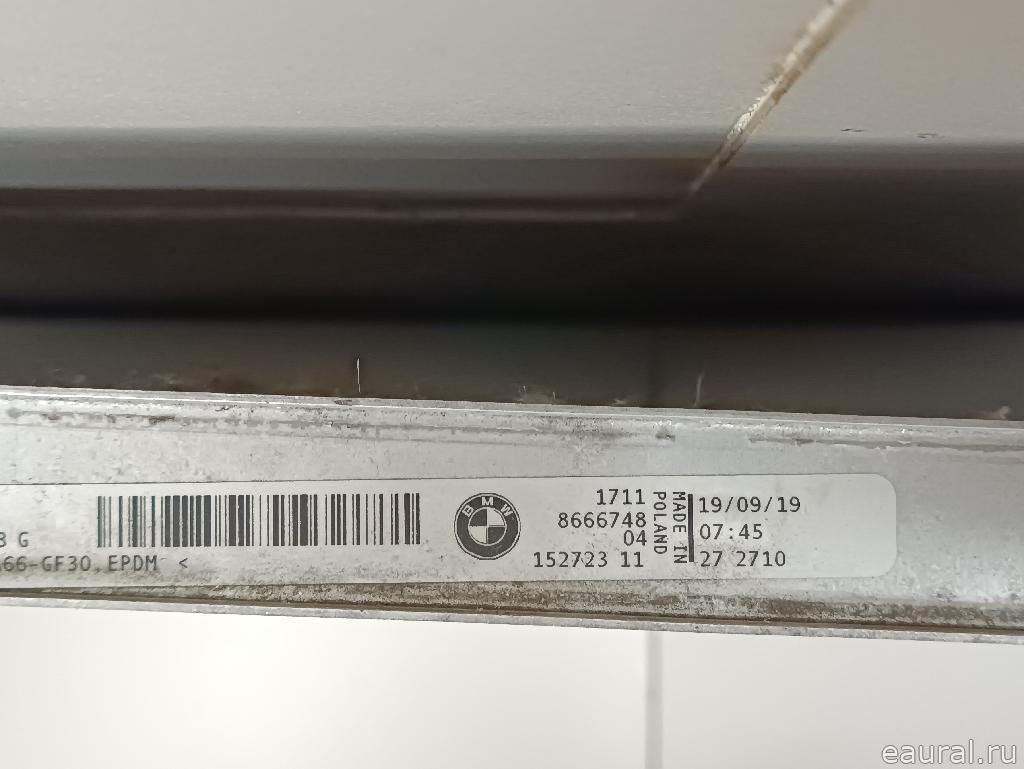 3 G
66-GF30,EPDM <
BMW
1711
8666748
04
152723 11
MADE IN
POLAND
19/09/19
07:45
27 2710
eaural.ru